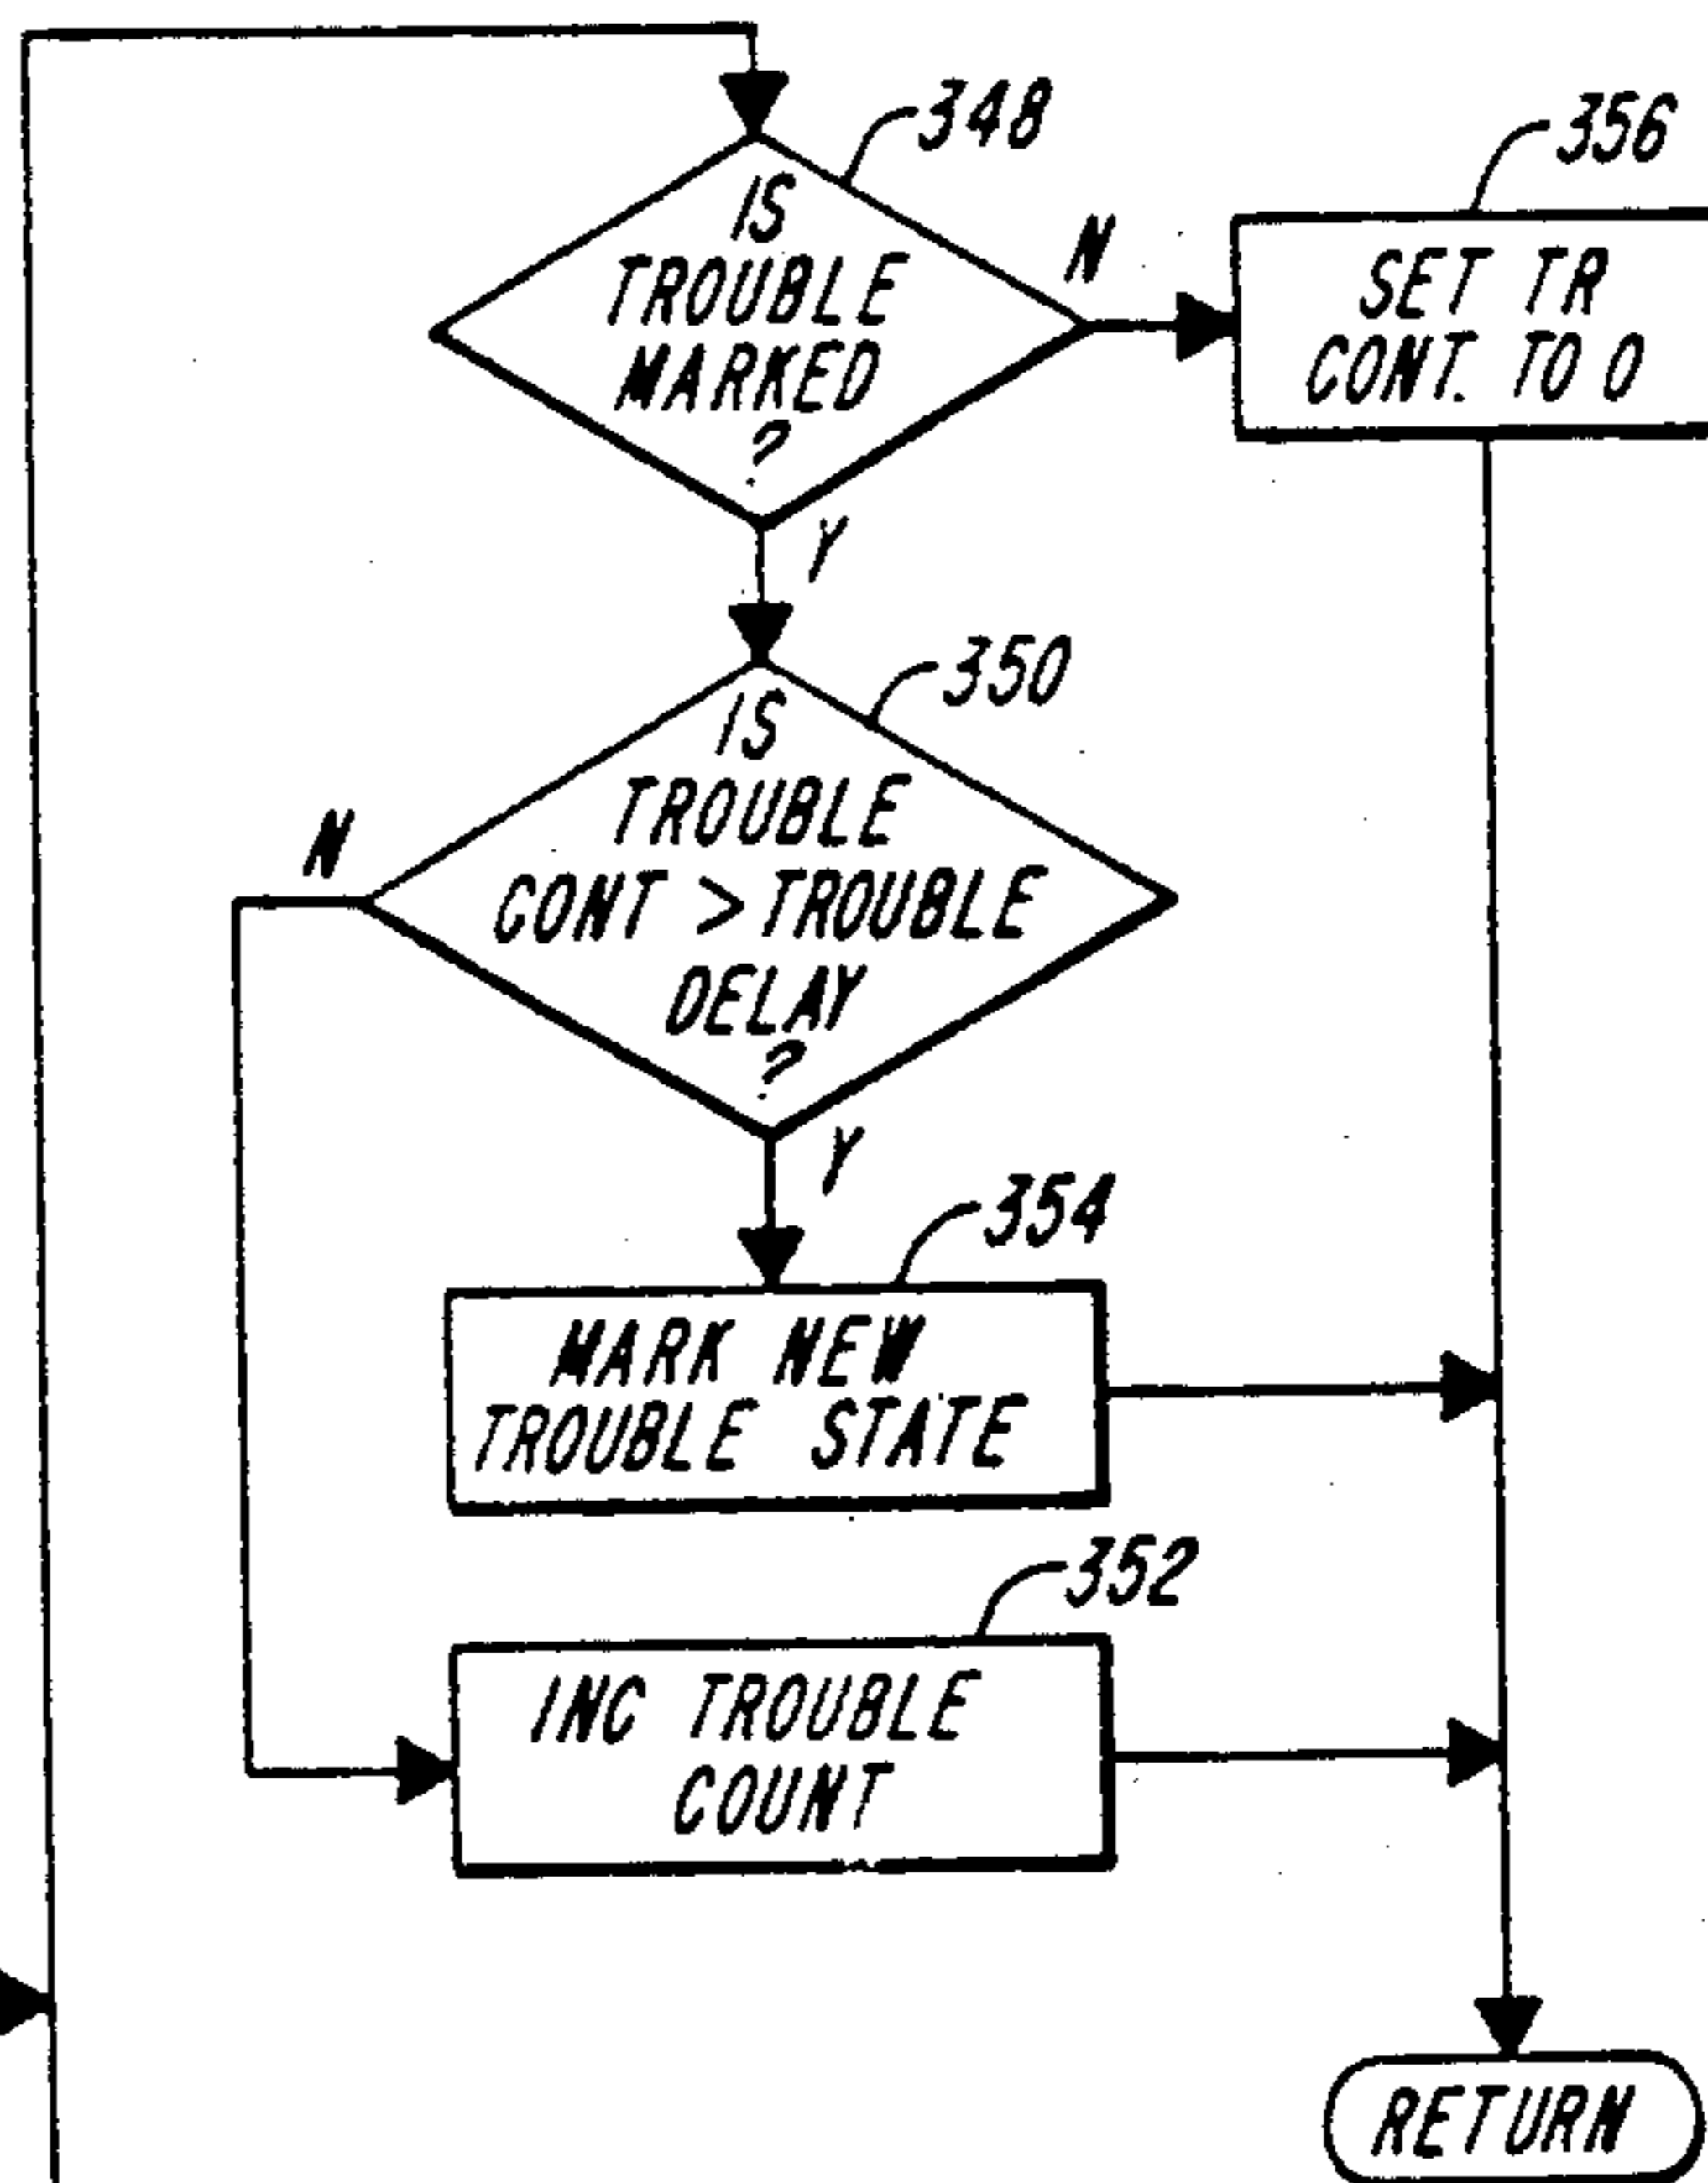 348
IS
TROUBLE
MARKED
?
N
356
SET TR
CONT. TO 0
Y
350
IS
TROUBLE
CONT > TROUBLE
DELAY
?
N
Y
354
MARK NEW
TROUBLE STATE
352
INC TROUBLE
COUNT
RETURN